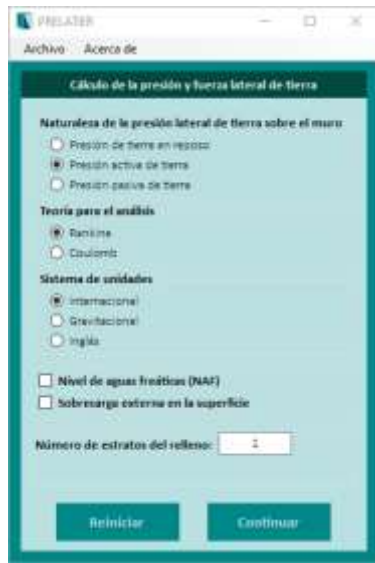 PRELATER
Archivo Acerca de
Cálculo de la presión y fuerza lateral de tierra
Naturaleza de la presión lateral de tierra sobre el muro
Presión de tierra en reposo
Presión activa de tierra
Presión pasiva de tierra
Teoría para el análisis
Rankine
Coulomb
Sistema de unidades
Internacional
Gravitacional
Inglés
Nivel de aguas freáticas (NAF)
Sobrecarga externa en la superficie
Número de estratos del relleno:
Reiniciar Continuar